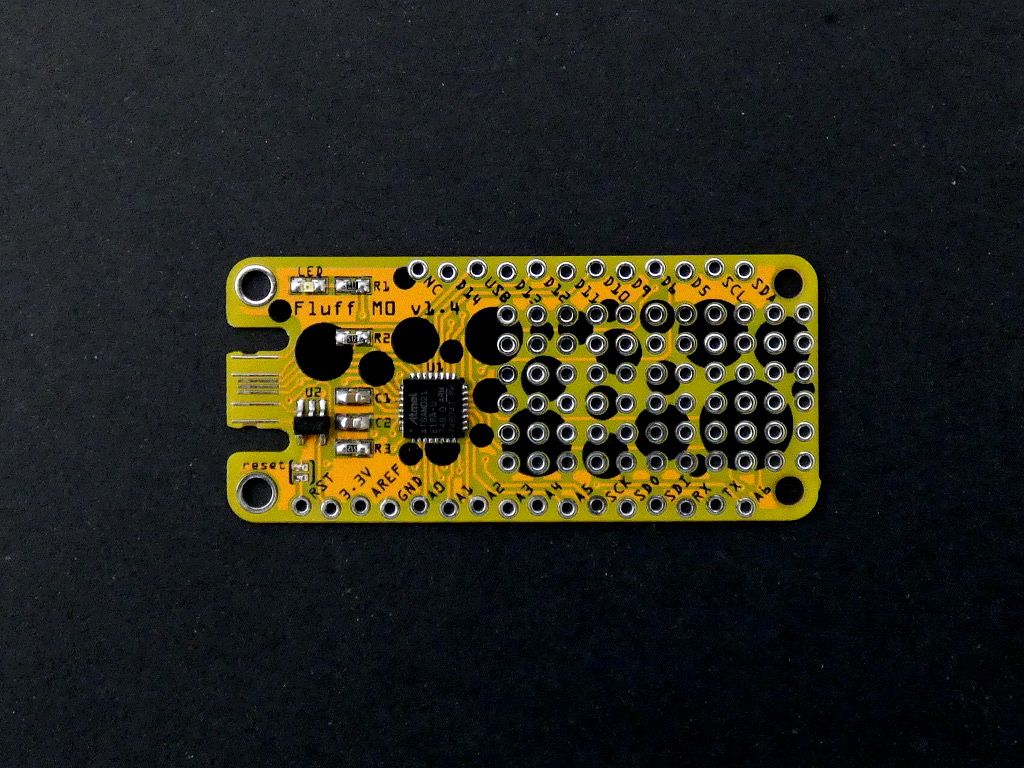 LED
R1
NC
D14
USB
D13
D12
D11
D10
D9
D6
D5
SCL
SDA
Fluff M0 v1.4
R2
U1
U2
C1
C2
R3
Atmel
reset
RST
3.3V
AREF
GND
A0
A1
A2
A3
A4
A5
SCK
SDO
SDI
RX
TX
A6